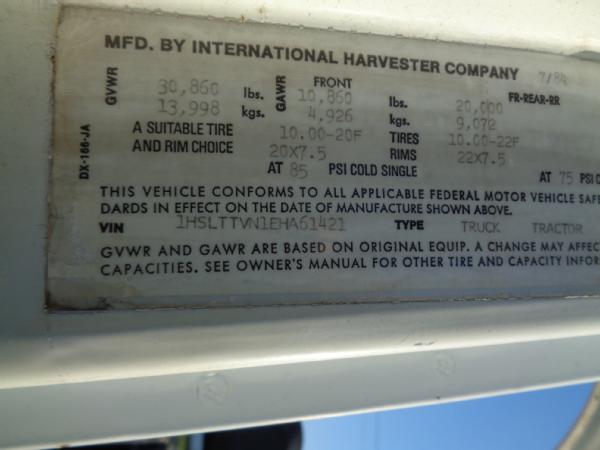 MFD. BY INTERNATIONAL HARVESTER COMPANY 7/84
GVWR 30,860 lbs. GAWR FRONT 10,860 lbs. 20,000 FR-REAR-RR
13,998 kgs. 4,926 kgs. 9,072
A SUITABLE TIRE 10.00-20F TIRES 10.00-22F
AND RIM CHOICE 20X7.5 RIMS 22X7.5
AT 85 PSI COLD SINGLE AT 75 PSI
THIS VEHICLE CONFORMS TO ALL APPLICABLE FEDERAL MOTOR VEHICLE SAFE
DARDS IN EFFECT ON THE DATE OF MANUFACTURE SHOWN ABOVE.
VIN 1HSLTTVN1EHA61421 TYPE TRUCK TRACTOR
GVWR AND GAWR ARE BASED ON ORIGINAL EQUIP. A CHANGE MAY AFFEC
CAPACITIES. SEE OWNER'S MANUAL FOR OTHER TIRE AND CAPACITY INFOR
DX-166-JA